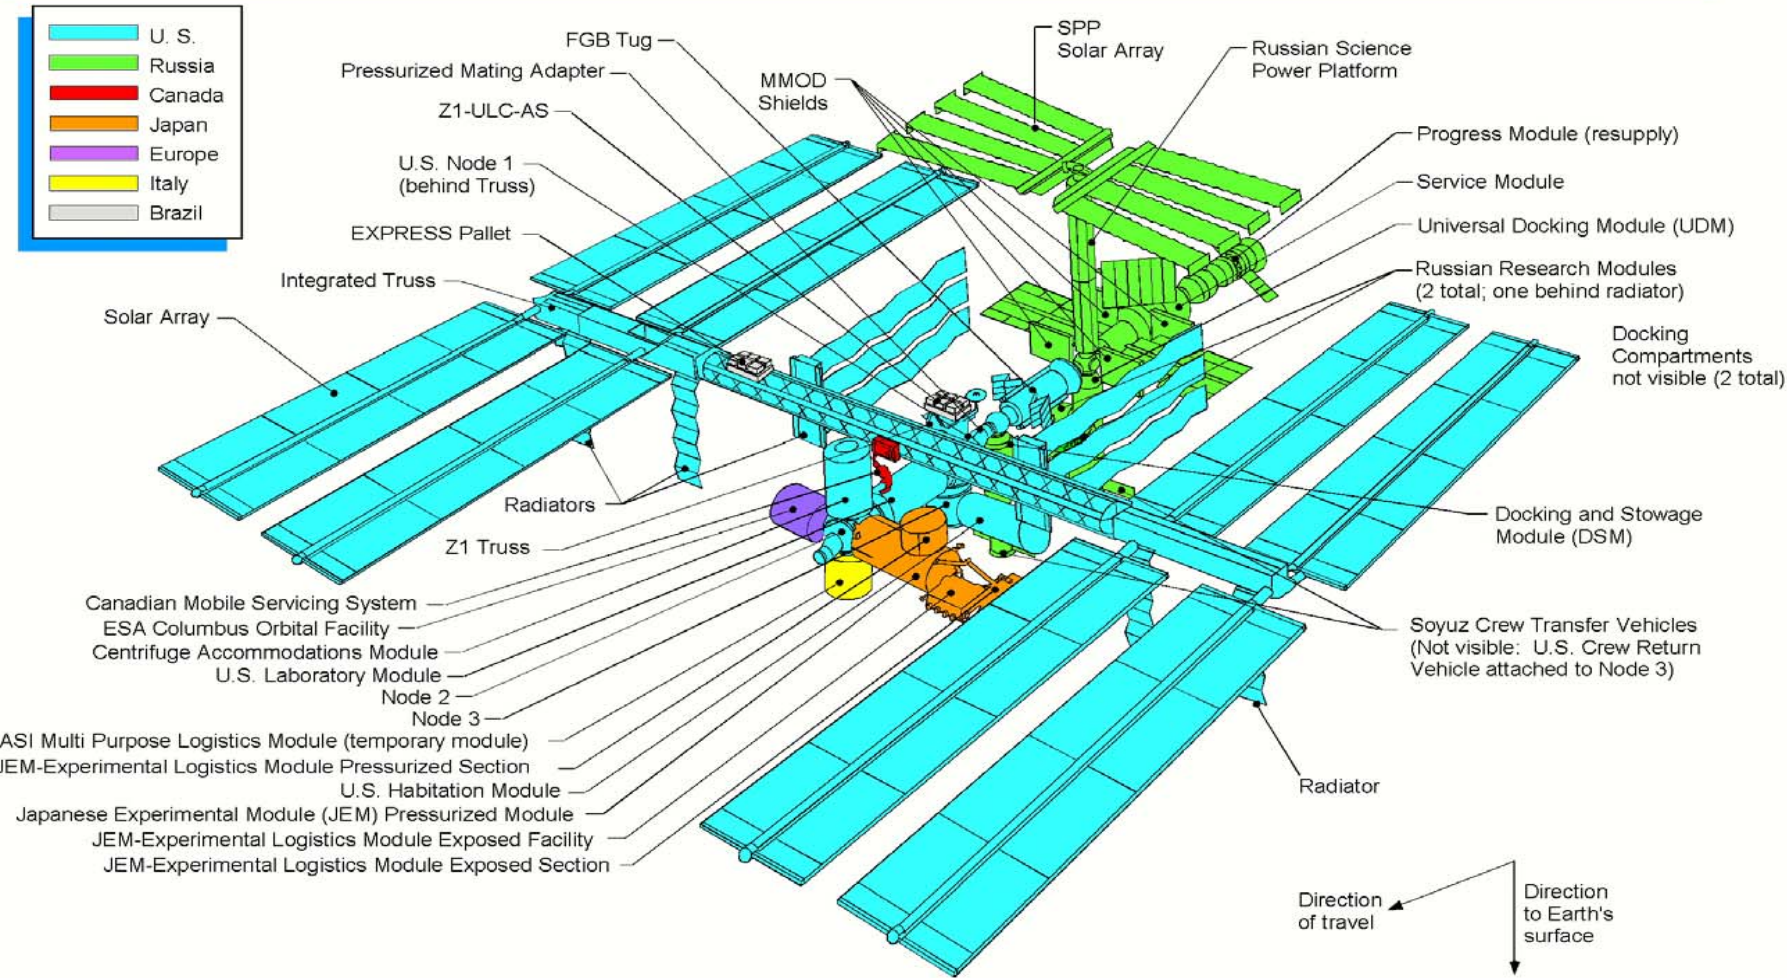 U. S.
Russia
Canada
Japan
Europe
Italy
Brazil
FGB Tug
Pressurized Mating Adapter
Z1-ULC-AS
U.S. Node 1
(behind Truss)
EXPRESS Pallet
Integrated Truss
Solar Array
MMOD
Shields
SPP
Solar Array
Russian Science
Power Platform
Progress Module (resupply)
Service Module
Universal Docking Module (UDM)
Russian Research Modules
(2 total; one behind radiator)
Docking
Compartments
not visible (2 total)
Docking and Stowage
Module (DSM)
Soyuz Crew Transfer Vehicles
(Not visible: U.S. Crew Return
Vehicle attached to Node 3)
Radiator
Radiators
Z1 Truss
Canadian Mobile Servicing System
ESA Columbus Orbital Facility
Centrifuge Accommodations Module
U.S. Laboratory Module
Node 2
Node 3
ASI Multi Purpose Logistics Module (temporary module)
JEM-Experimental Logistics Module Pressurized Section
U.S. Habitation Module
Japanese Experimental Module (JEM) Pressurized Module
JEM-Experimental Logistics Module Exposed Facility
JEM-Experimental Logistics Module Exposed Section
Direction
of travel
Direction
to Earth's
surface